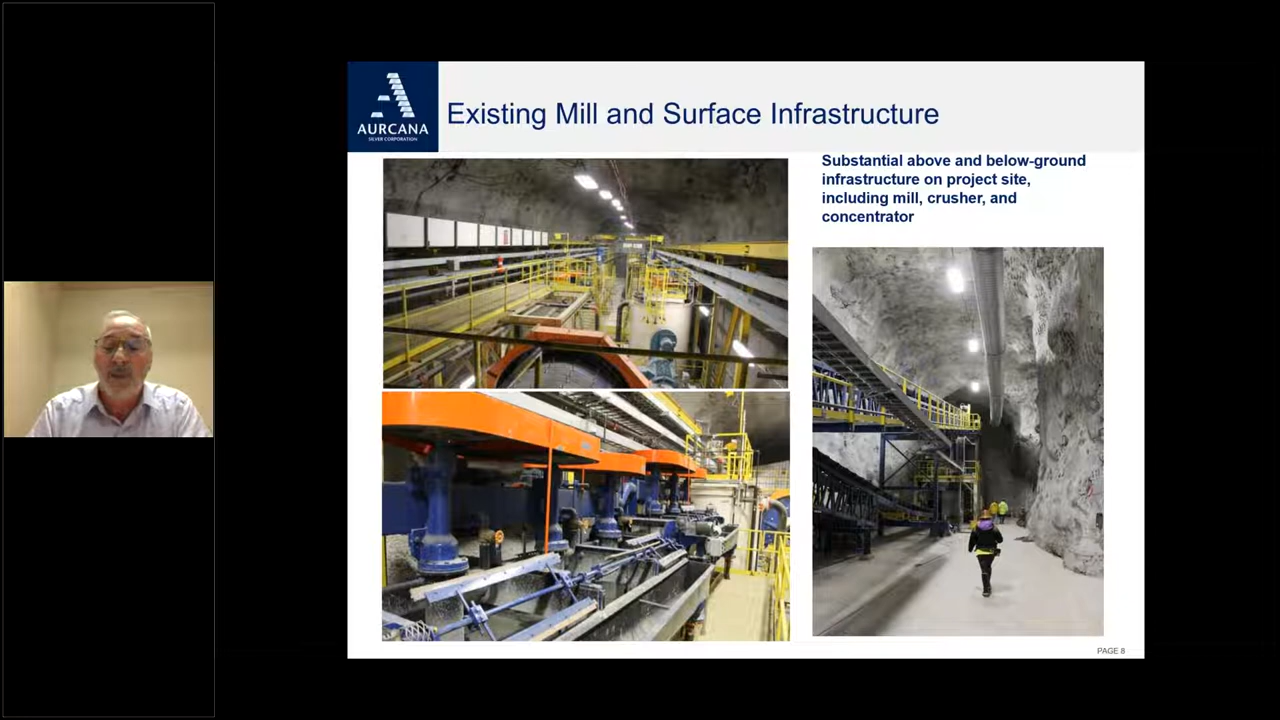 AURCANA
SILVER CORPORATION
Existing Mill and Surface Infrastructure
Substantial above and below-ground
infrastructure on project site,
including mill, crusher, and
concentrator
PAGE 8